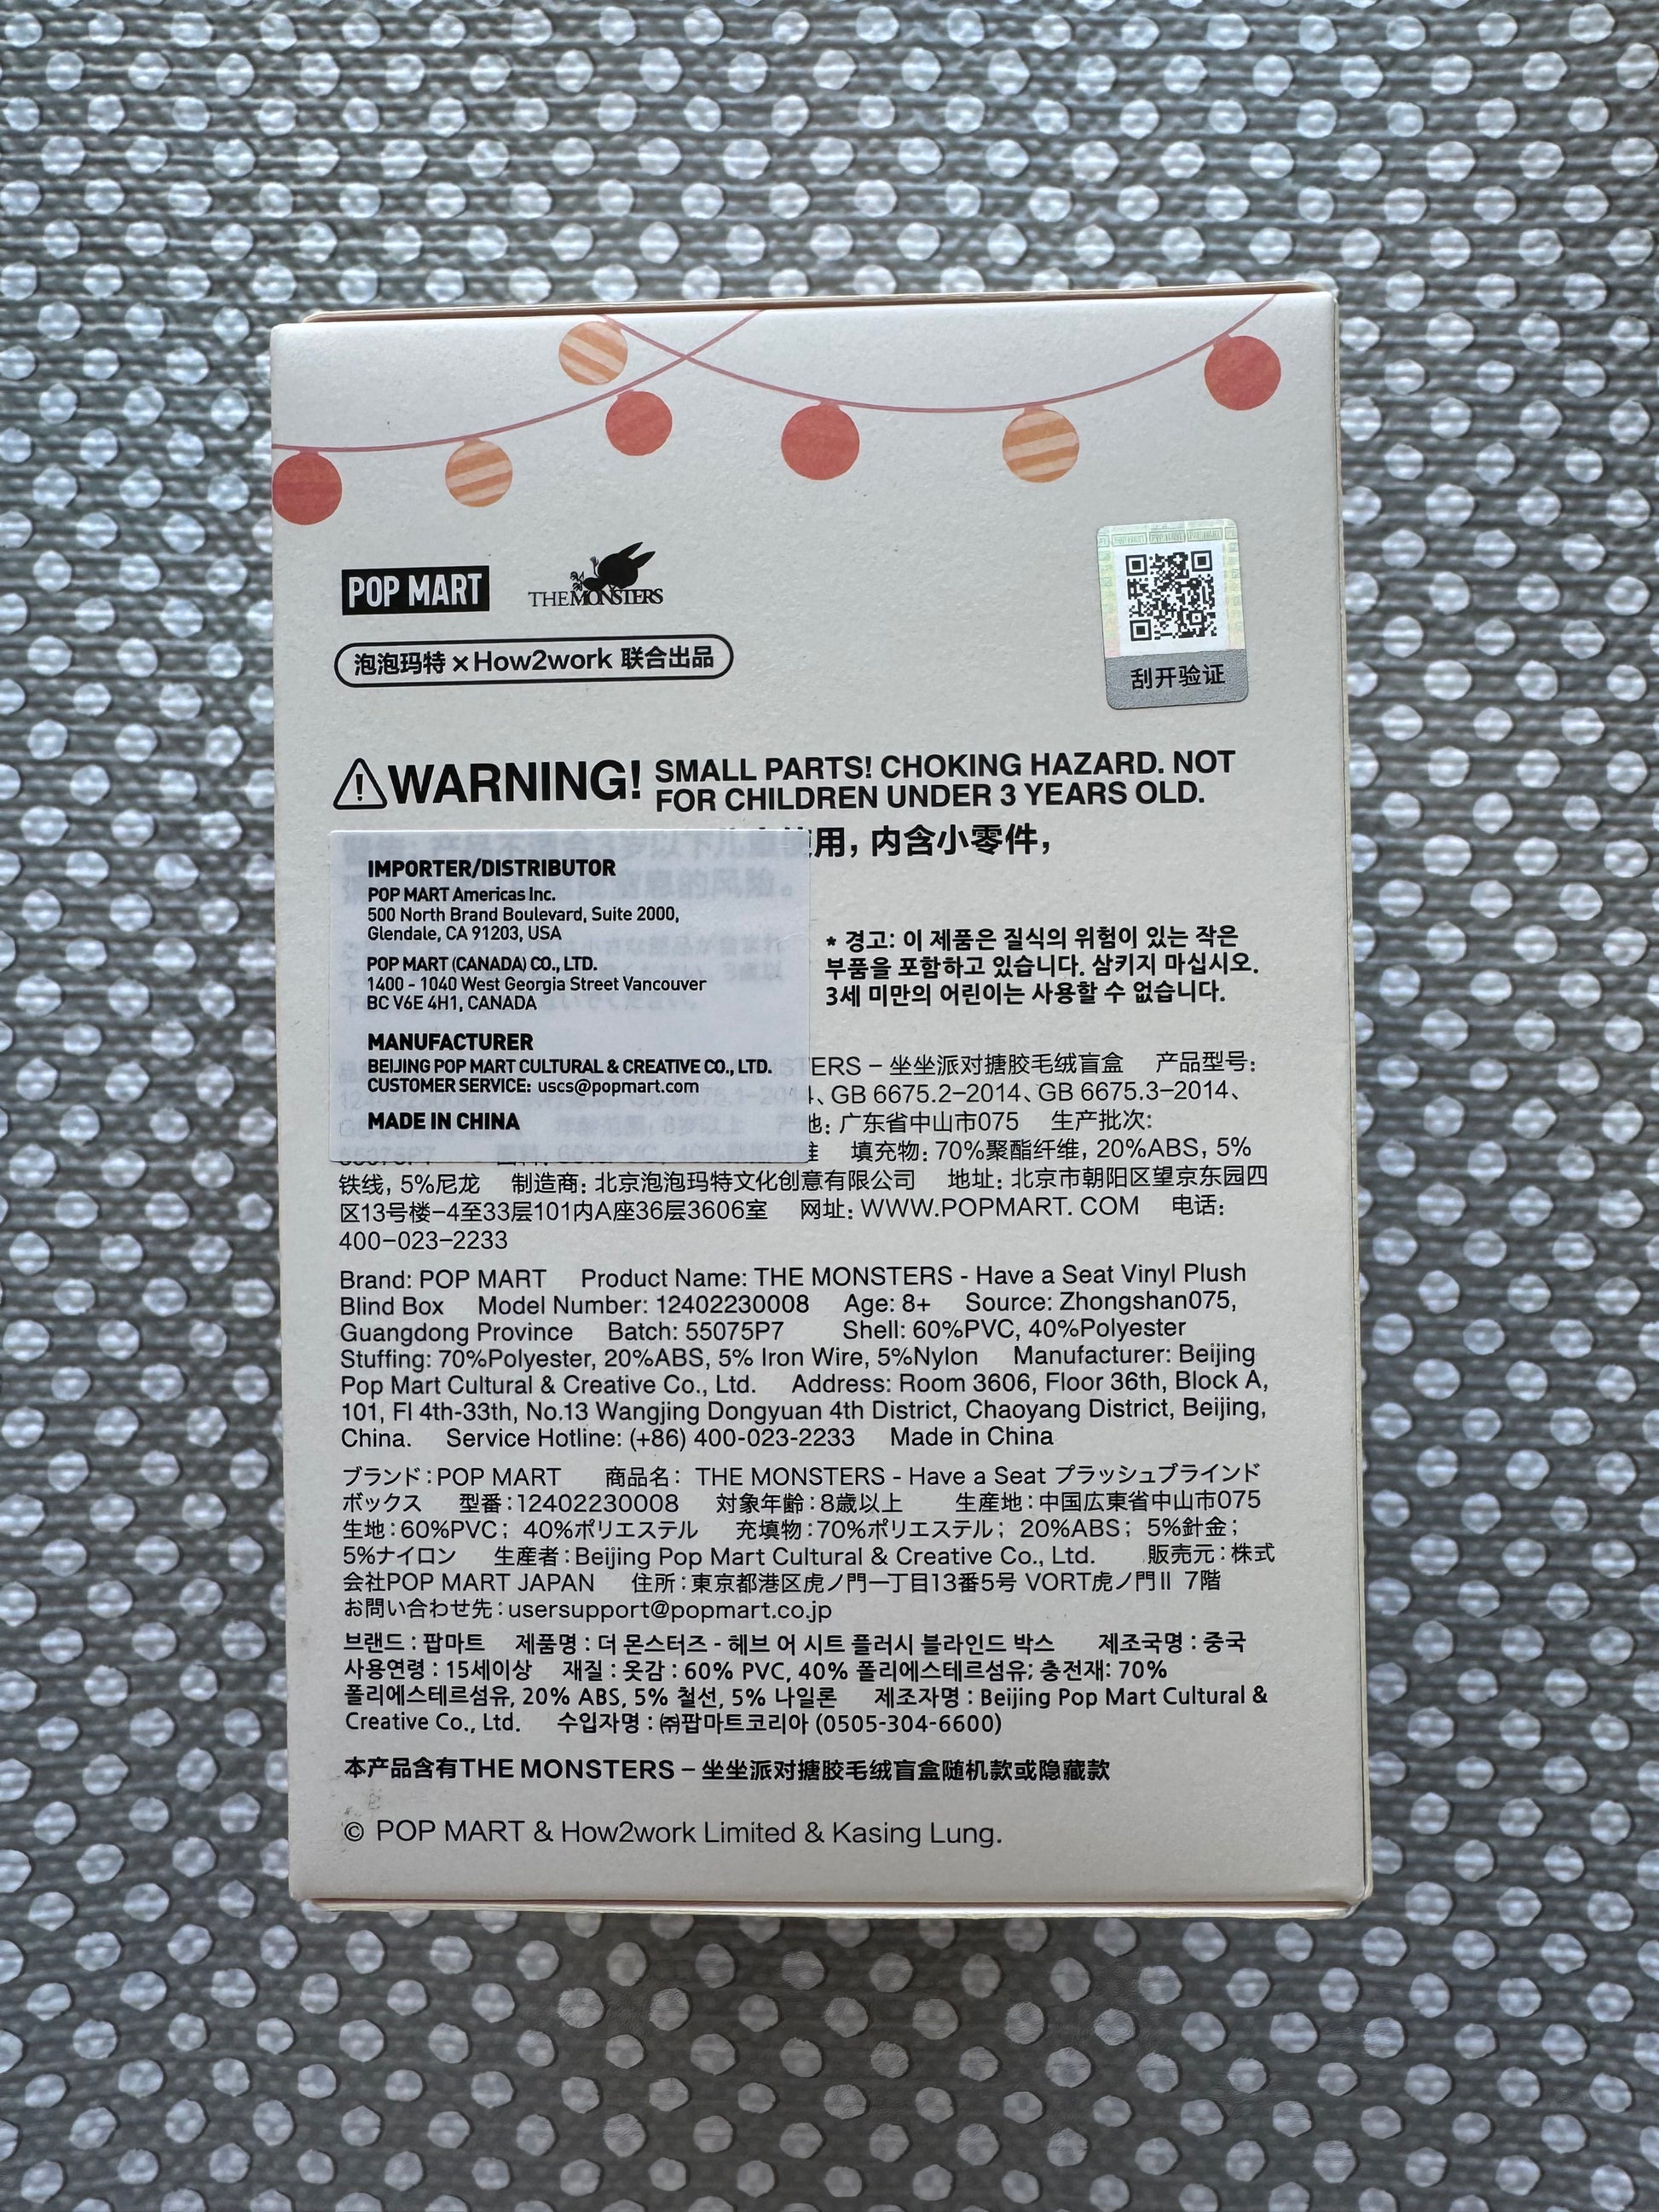 POP MART
THE MONSTERS
泡泡玛特 × How2work 联合出品
刮开验证
WARNING! SMALL PARTS! CHOKING HAZARD. NOT
FOR CHILDREN UNDER 3 YEARS OLD.
使用，内含小零件，
IMPORTER/DISTRIBUTOR
POP MART Americas Inc.
500 North Brand Boulevard, Suite 2000,
Glendale, CA 91203, USA
POP MART (CANADA) CO., LTD.
1400 - 1040 West Georgia Street Vancouver
BC V6E 4H1, CANADA
MANUFACTURER
BEIJING POP MART CULTURAL & CREATIVE CO., LTD.
CUSTOMER SERVICE: uscs@popmart.com
MADE IN CHINA
* 경고: 이 제품은 질식의 위험이 있는 작은
부품을 포함하고 있습니다. 삼키지 마십시오.
3세 미만의 어린이는 사용할 수 없습니다.
STERS – 坐坐派对搪胶毛绒盲盒 产品型号:
、GB 6675.2–2014、GB 6675.3–2014、
地: 广东省中山市075 生产批次:
填充物: 70%聚酯纤维, 20%ABS, 5%
铁线, 5%尼龙 制造商: 北京泡泡玛特文化创意有限公司 地址: 北京市朝阳区望京东园四
区13号楼–4至33层101内A座36层3606室 网址: WWW.POPMART. COM 电话:
400–023–2233
Brand: POP MART Product Name: THE MONSTERS - Have a Seat Vinyl Plush
Blind Box Model Number: 12402230008 Age: 8+ Source: Zhongshan075,
Guangdong Province Batch: 55075P7 Shell: 60%PVC, 40%Polyester
Stuffing: 70%Polyester, 20%ABS, 5% Iron Wire, 5%Nylon Manufacturer: Beijing
Pop Mart Cultural & Creative Co., Ltd. Address: Room 3606, Floor 36th, Block A,
101, Fl 4th-33th, No.13 Wangjing Dongyuan 4th District, Chaoyang District, Beijing,
China. Service Hotline: (+86) 400-023-2233 Made in China
ブランド：POP MART 商品名： THE MONSTERS - Have a Seat プラッシュブラインド
ボックス 型番：12402230008 対象年齢：8歳以上 生産地：中国広東省中山市075
生地：60%PVC； 40%ポリエステル 充填物：70%ポリエステル； 20%ABS； 5%針金；
5%ナイロン 生産者：Beijing Pop Mart Cultural & Creative Co., Ltd. 販売元：株式
会社POP MART JAPAN 住所：東京都港区虎ノ門一丁目13番5号 VORT虎ノ門Ⅱ 7階
お問い合わせ先：usersupport@popmart.co.jp
브랜드 : 팝마트 제품명 : 더 몬스터즈 - 헤브 어 시트 플러시 블라인드 박스 제조국명 : 중국
사용연령 : 15세이상 재질 : 옷감 : 60% PVC, 40% 폴리에스테르섬유; 충전재: 70%
폴리에스테르섬유, 20% ABS, 5% 철선, 5% 나일론 제조자명 : Beijing Pop Mart Cultural &
Creative Co., Ltd. 수입자명 : ㈜팝마트코리아 (0505-304-6600)
本产品含有THE MONSTERS – 坐坐派对搪胶毛绒盲盒随机款或隐藏款
© POP MART & How2work Limited & Kasing Lung.